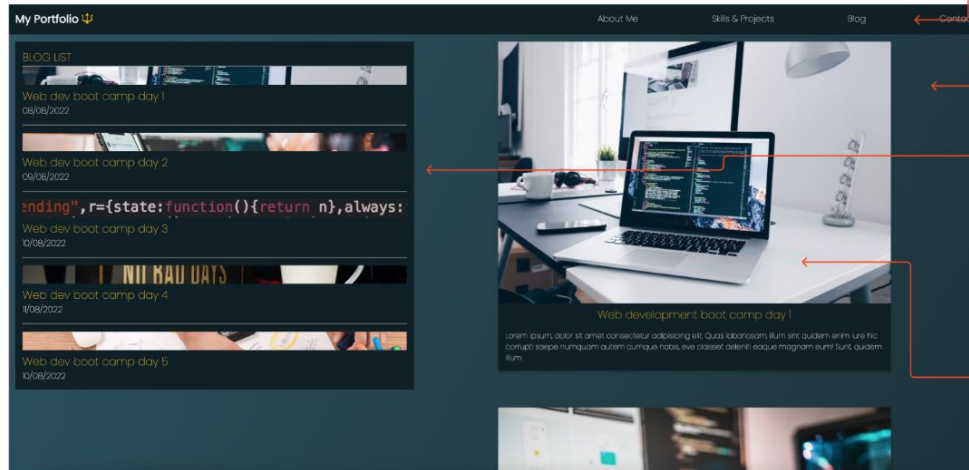 My Portfolio
About Me
Skills & Projects
Blog
Contac
BLOG LIST
Web dev boot camp day 1
08/08/2022
Web dev boot camp day 2
09/08/2022
ending",r={state:function(){return n},always:
Web dev boot camp day 3
10/08/2022
NO BAD DAYS
Web dev boot camp day 4
11/08/2022
Web dev boot camp day 5
10/08/2022
Web development boot camp day 1
Lorem ipsum, dolor sit amet consectetur adipisicing elit. Quas laboriosam, illum sint quidem enim iure hic
corrupti saepe numquam autem cumque nobis, eve classiet deleniti eaque magnam eum! Sunt, quidem
illum.